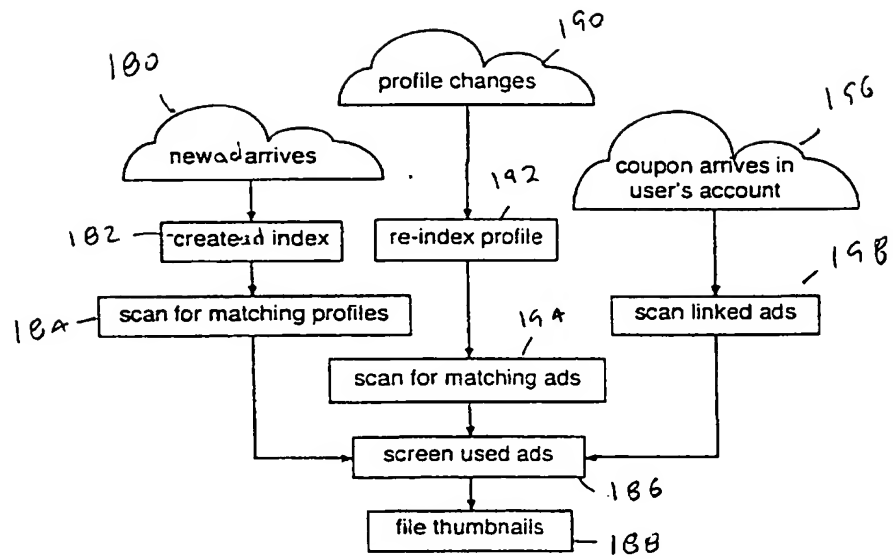 190
180
profile changes
196
new ad arrives
coupon arrives in
user's account
192
182
create ad index
re-index profile
198
184
scan for matching profiles
194
scan linked ads
scan for matching ads
screen used ads
186
file thumbnails
188